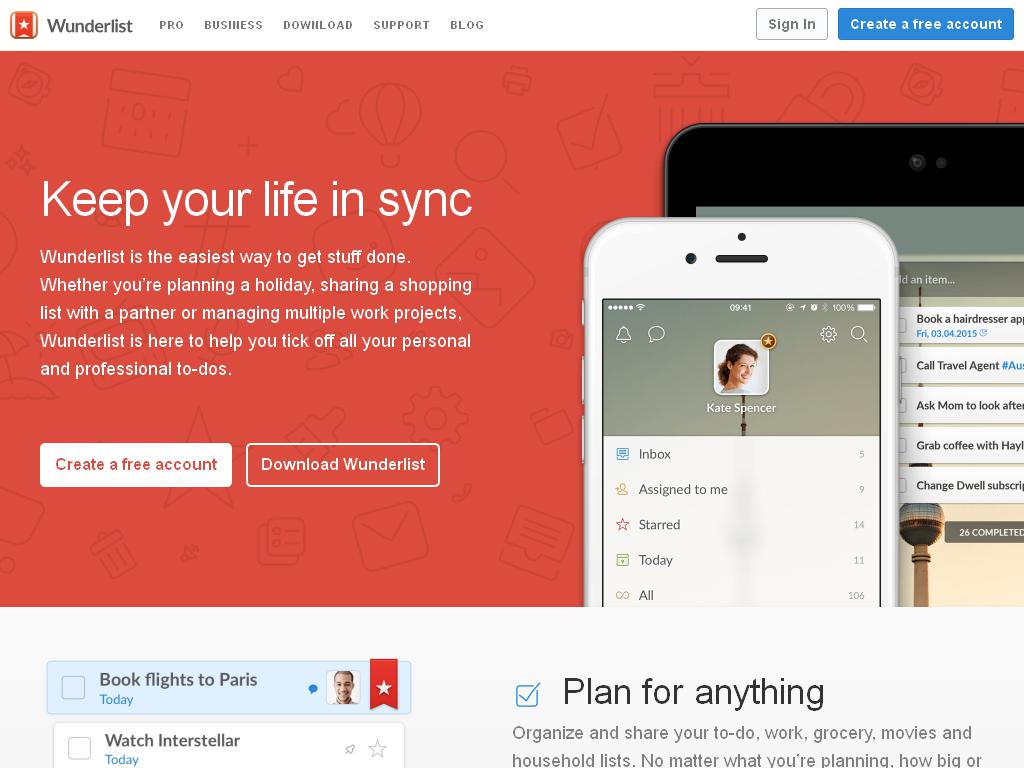 Wunderlist
PRO
BUSINESS
DOWNLOAD
SUPPORT
BLOG
Sign In
Create a free account
Keep your life in sync
Wunderlist is the easiest way to get stuff done.
Whether you’re planning a holiday, sharing a shopping
list with a partner or managing multiple work projects,
Wunderlist is here to help you tick off all your personal
and professional to-dos.
Create a free account
Download Wunderlist
09:41
100%
Kate Spencer
Inbox 5
Assigned to me 9
Starred 14
Today 11
All 106
an item...
Book a hairdresser
Fri, 03.04.2015
Call Travel Agent
Ask Mom to look
Grab coffee with
Change Dwell
26 COMPLETED
Book flights to Paris
Today
Watch Interstellar
Today
Plan for anything
Organize and share your to-do, work, grocery, movies and
household lists. No matter what you’re planning, how big or